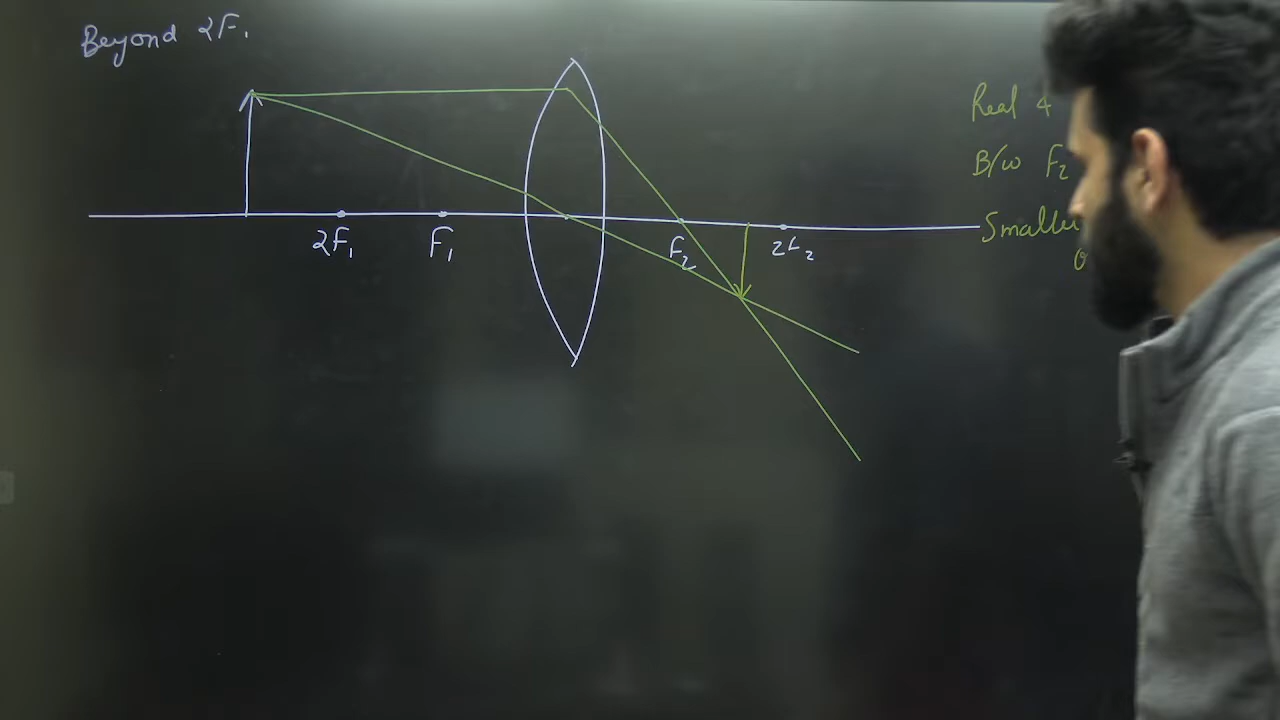 Beyond 2F₁
Real &
B/w F₂
Smaller
2F₁ F₁ F₂ 2F₂